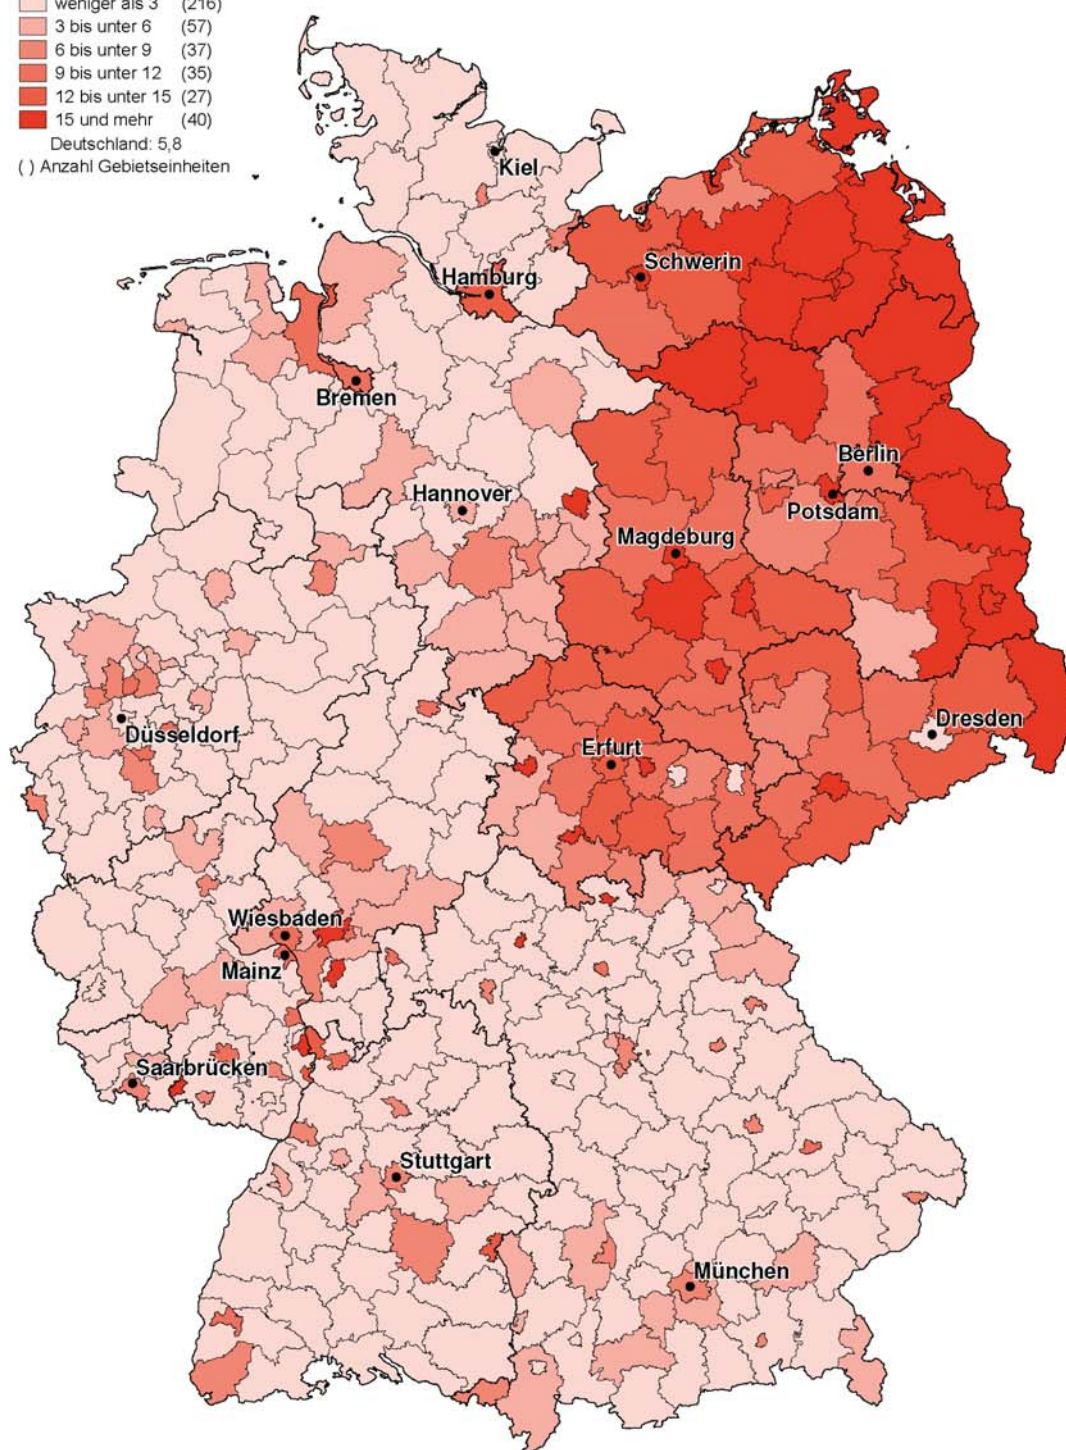 weniger als 3 (216)
3 bis unter 6 (57)
6 bis unter 9 (37)
9 bis unter 12 (35)
12 bis unter 15 (27)
15 und mehr (40)
Deutschland: 5,8
( ) Anzahl Gebietseinheiten
Kiel
Schwerin
Hamburg
Bremen
Berlin
Hannover
Potsdam
Magdeburg
Dresden
Düsseldorf
Erfurt
Wiesbaden
Mainz
Saarbrücken
Stuttgart
München